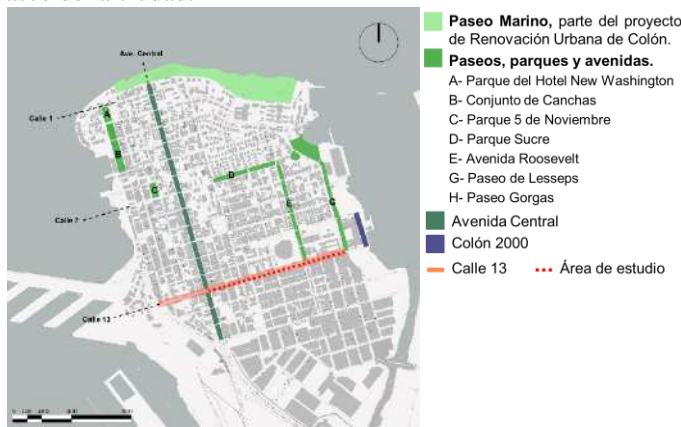 Paseo Marino, parte del proyecto
de Renovación Urbana de Colón.
Paseos, parques y avenidas.
A- Parque del Hotel New Washington
B- Conjunto de Canchas
C- Parque 5 de Noviembre
D- Parque Sucre
E- Avenida Roosevelt
G- Paseo de Lesseps
H- Paseo Gorgas
Avenida Central
Colón 2000
Calle 13
Área de estudio
Ave. Central
Calle 1
A
B
C
D
E
G
Calle 7
Calle 13